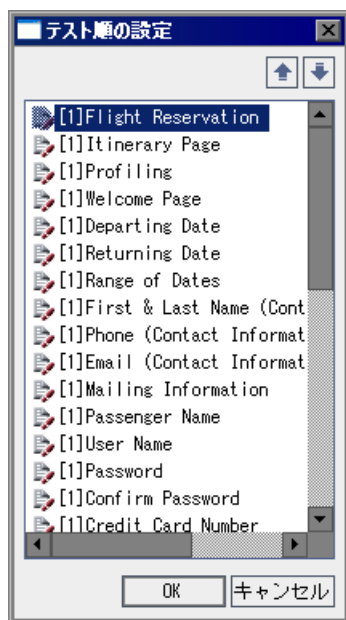 テスト順の設定
[1]Flight Reservation
[1]Itinerary Page
[1]Profiling
[1]Welcome Page
[1]Departing Date
[1]Returning Date
[1]Range of Dates
[1]First & Last Name (Cont
[1]Phone (Contact Informat
[1]Email (Contact Informat
[1]Mailing Information
[1]Passenger Name
[1]User Name
[1]Password
[1]Confirm Password
[1]Credit Card Number
OK キャンセル